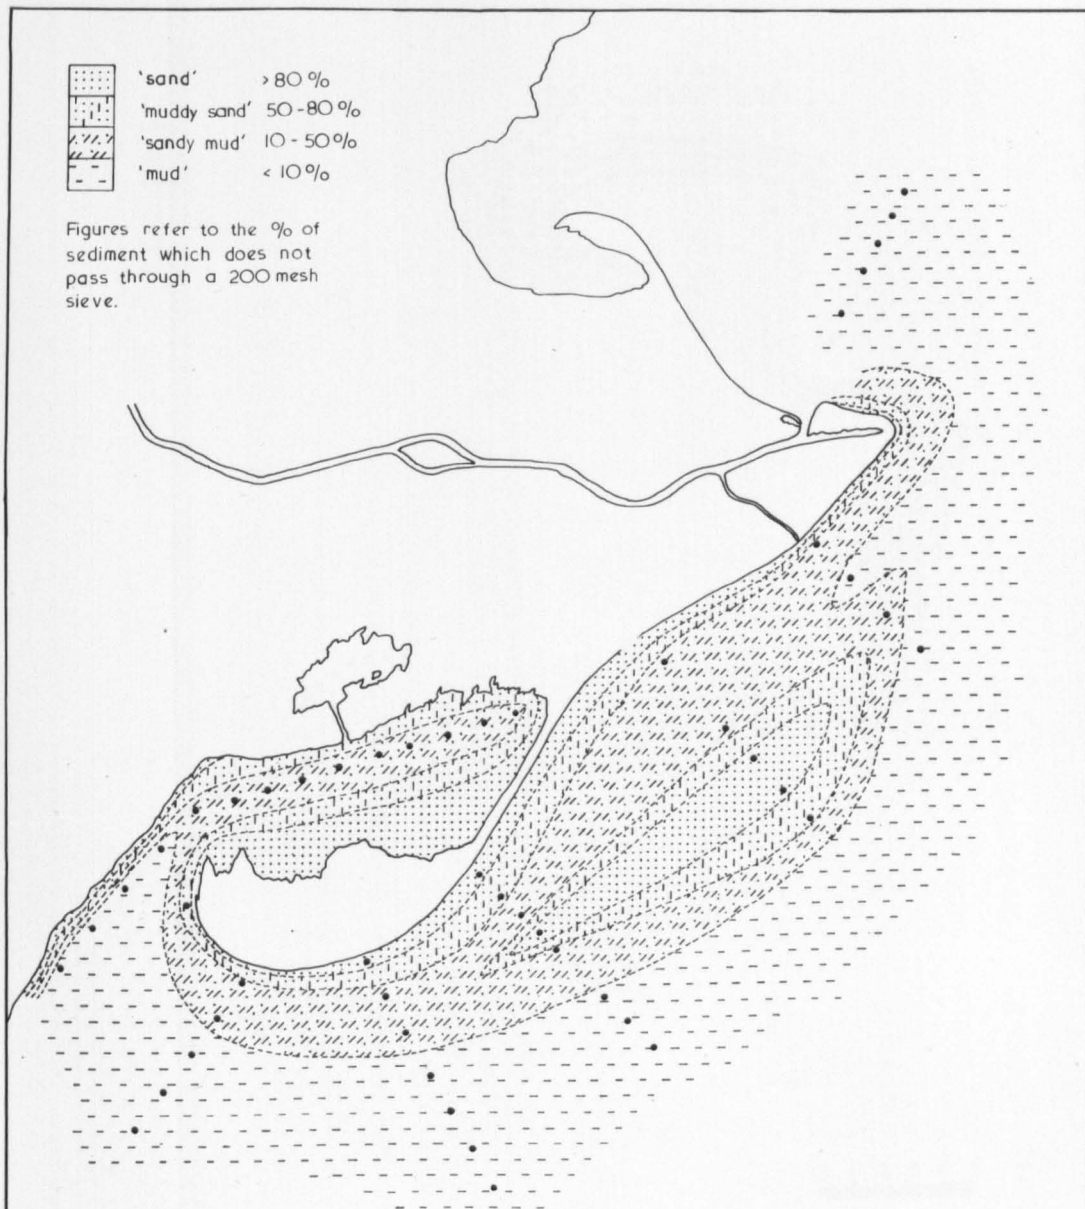 'sand' >80%
'muddy sand' 50-80%
'sandy mud' 10-50%
'mud' <10%
Figures refer to the % of
sediment which does not
pass through a 200 mesh
sieve.